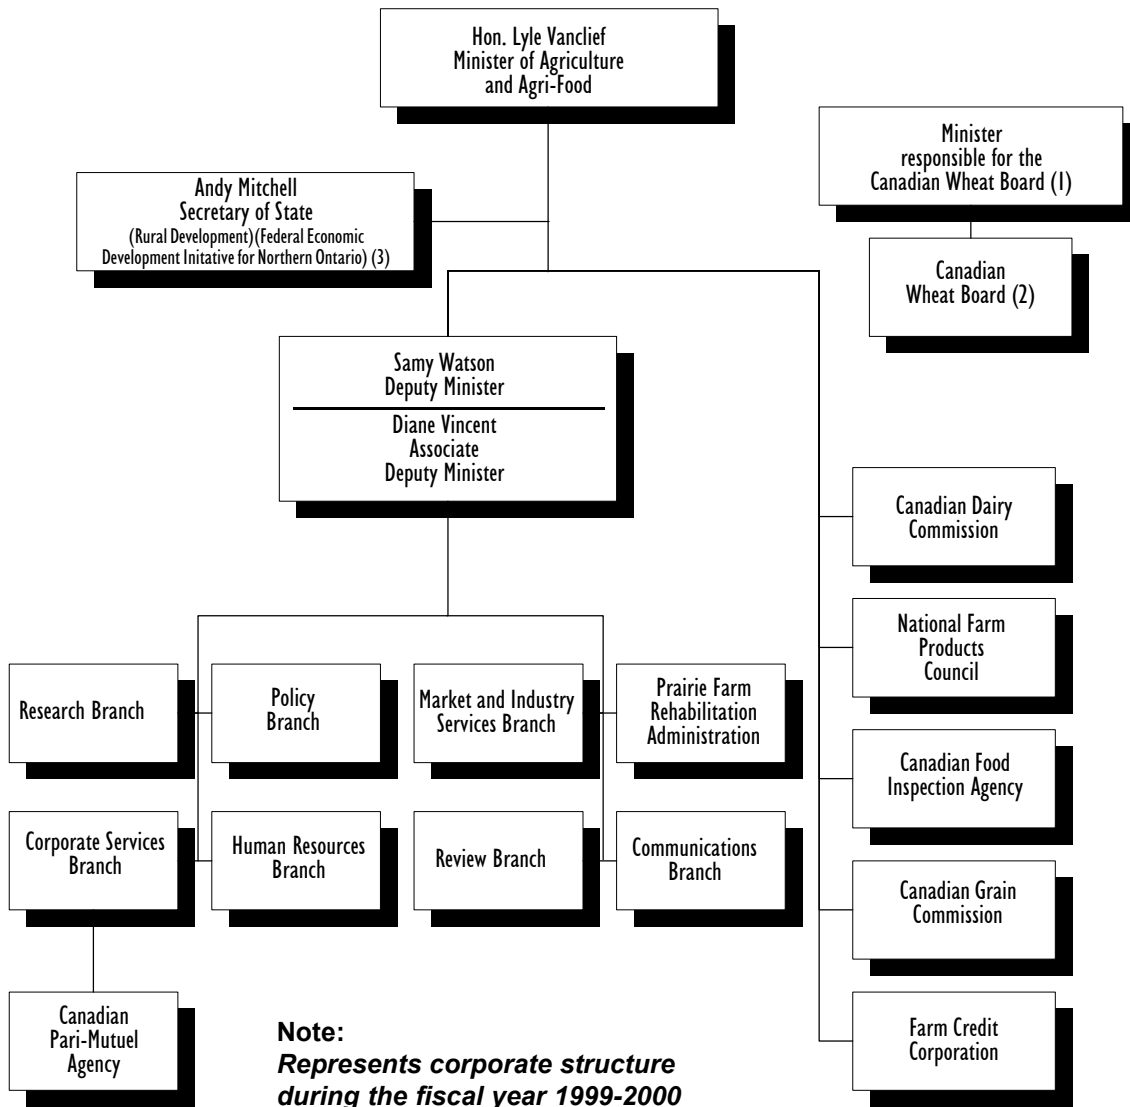 Hon. Lyle Vanclief
Minister of Agriculture
and Agri-Food
Minister
responsible for the
Canadian Wheat Board (1)
Andy Mitchell
Secretary of State
(Rural Development)(Federal Economic
Development Initative for Northern Ontario) (3)
Canadian
Wheat Board (2)
Samy Watson
Deputy Minister
Diane Vincent
Associate
Deputy Minister
Canadian Dairy
Commission
National Farm
Products
Council
Research Branch
Policy
Branch
Market and Industry
Services Branch
Prairie Farm
Rehabilitation
Administration
Canadian Food
Inspection Agency
Corporate Services
Branch
Human Resources
Branch
Review Branch
Communications
Branch
Canadian Grain
Commission
Canadian
Pari-Mutuel
Agency
Farm Credit
Corporation
Note:
Represents corporate structure
during the fiscal year 1999-2000